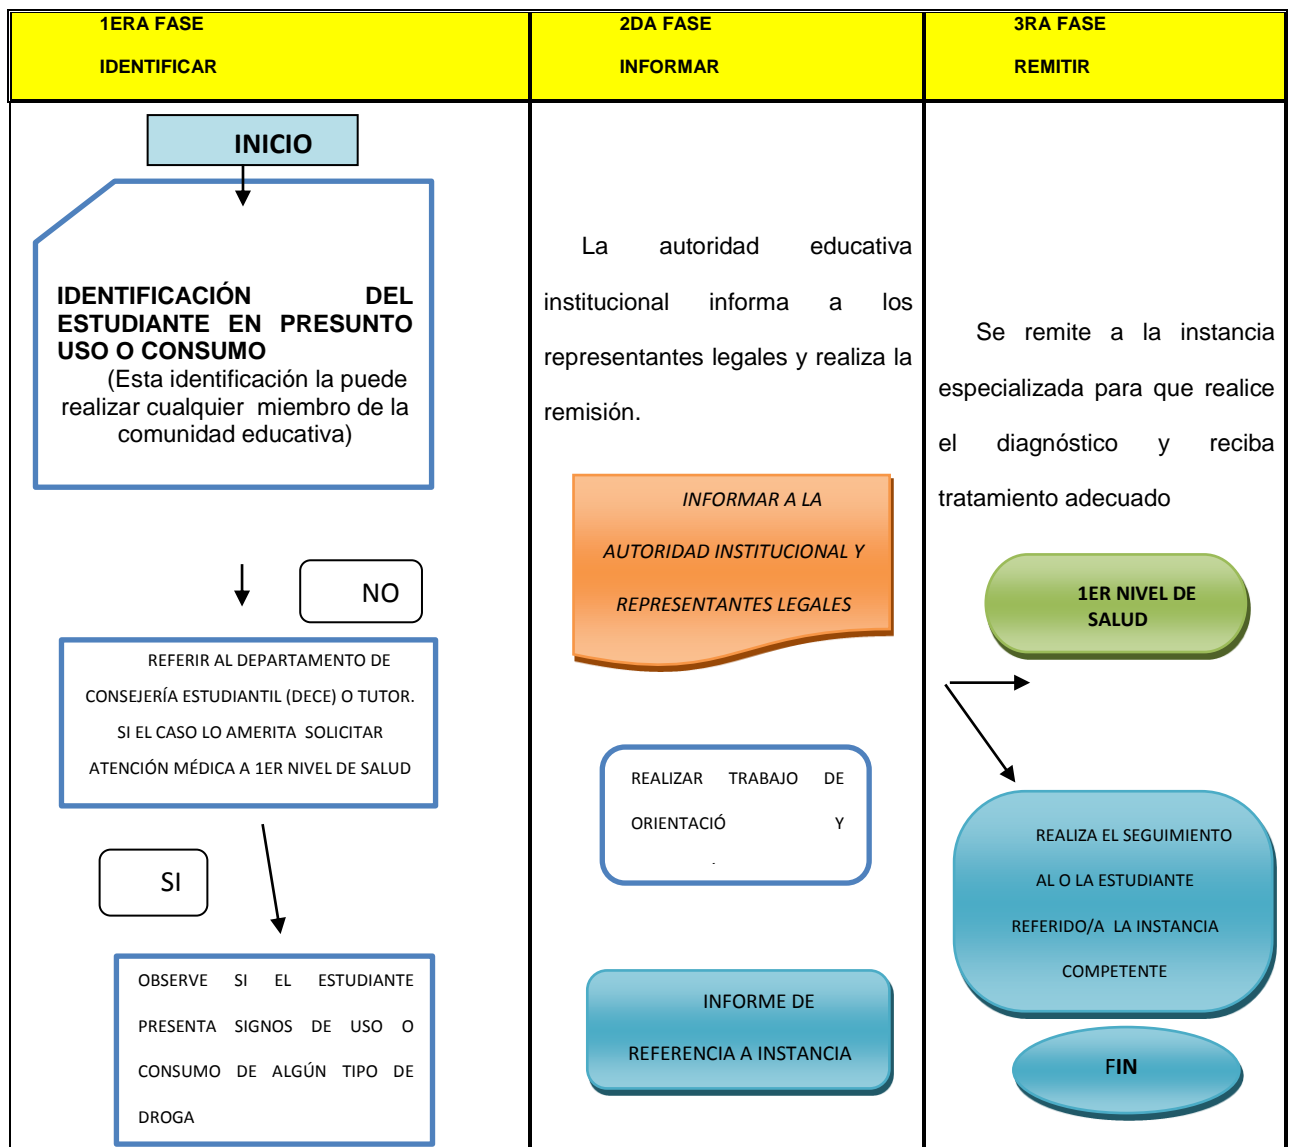 1ERA FASE
IDENTIFICAR
INICIO
IDENTIFICACIÓN DEL
ESTUDIANTE EN PRESUNTO
USO O CONSUMO
(Esta identificación la puede
realizar cualquier miembro de la
comunidad educativa)
NO
REFERIR AL DEPARTAMENTO DE
CONSEJERÍA ESTUDIANTIL (DECE) O TUTOR.
SI EL CASO LO AMERITA SOLICITAR
ATENCIÓN MÉDICA A 1ER NIVEL DE SALUD
SI
OBSERVE SI EL ESTUDIANTE
PRESENTA SIGNOS DE USO O
CONSUMO DE ALGÚN TIPO DE
DROGA
2DA FASE
INFORMAR
La autoridad educativa
institucional informa a los
representantes legales y realiza la
remisión.
INFORMAR A LA
AUTORIDAD INSTITUCIONAL Y
REPRESENTANTES LEGALES
REALIZAR TRABAJO DE
ORIENTACIÓ Y
INFORME DE
REFERENCIA A INSTANCIA
3RA FASE
REMITIR
Se remite a la instancia
especializada para que realice
el diagnóstico y reciba
tratamiento adecuado
1ER NIVEL DE
SALUD
REALIZA EL SEGUIMIENTO
AL O LA ESTUDIANTE
REFERIDO/A LA INSTANCIA
COMPETENTE
FIN